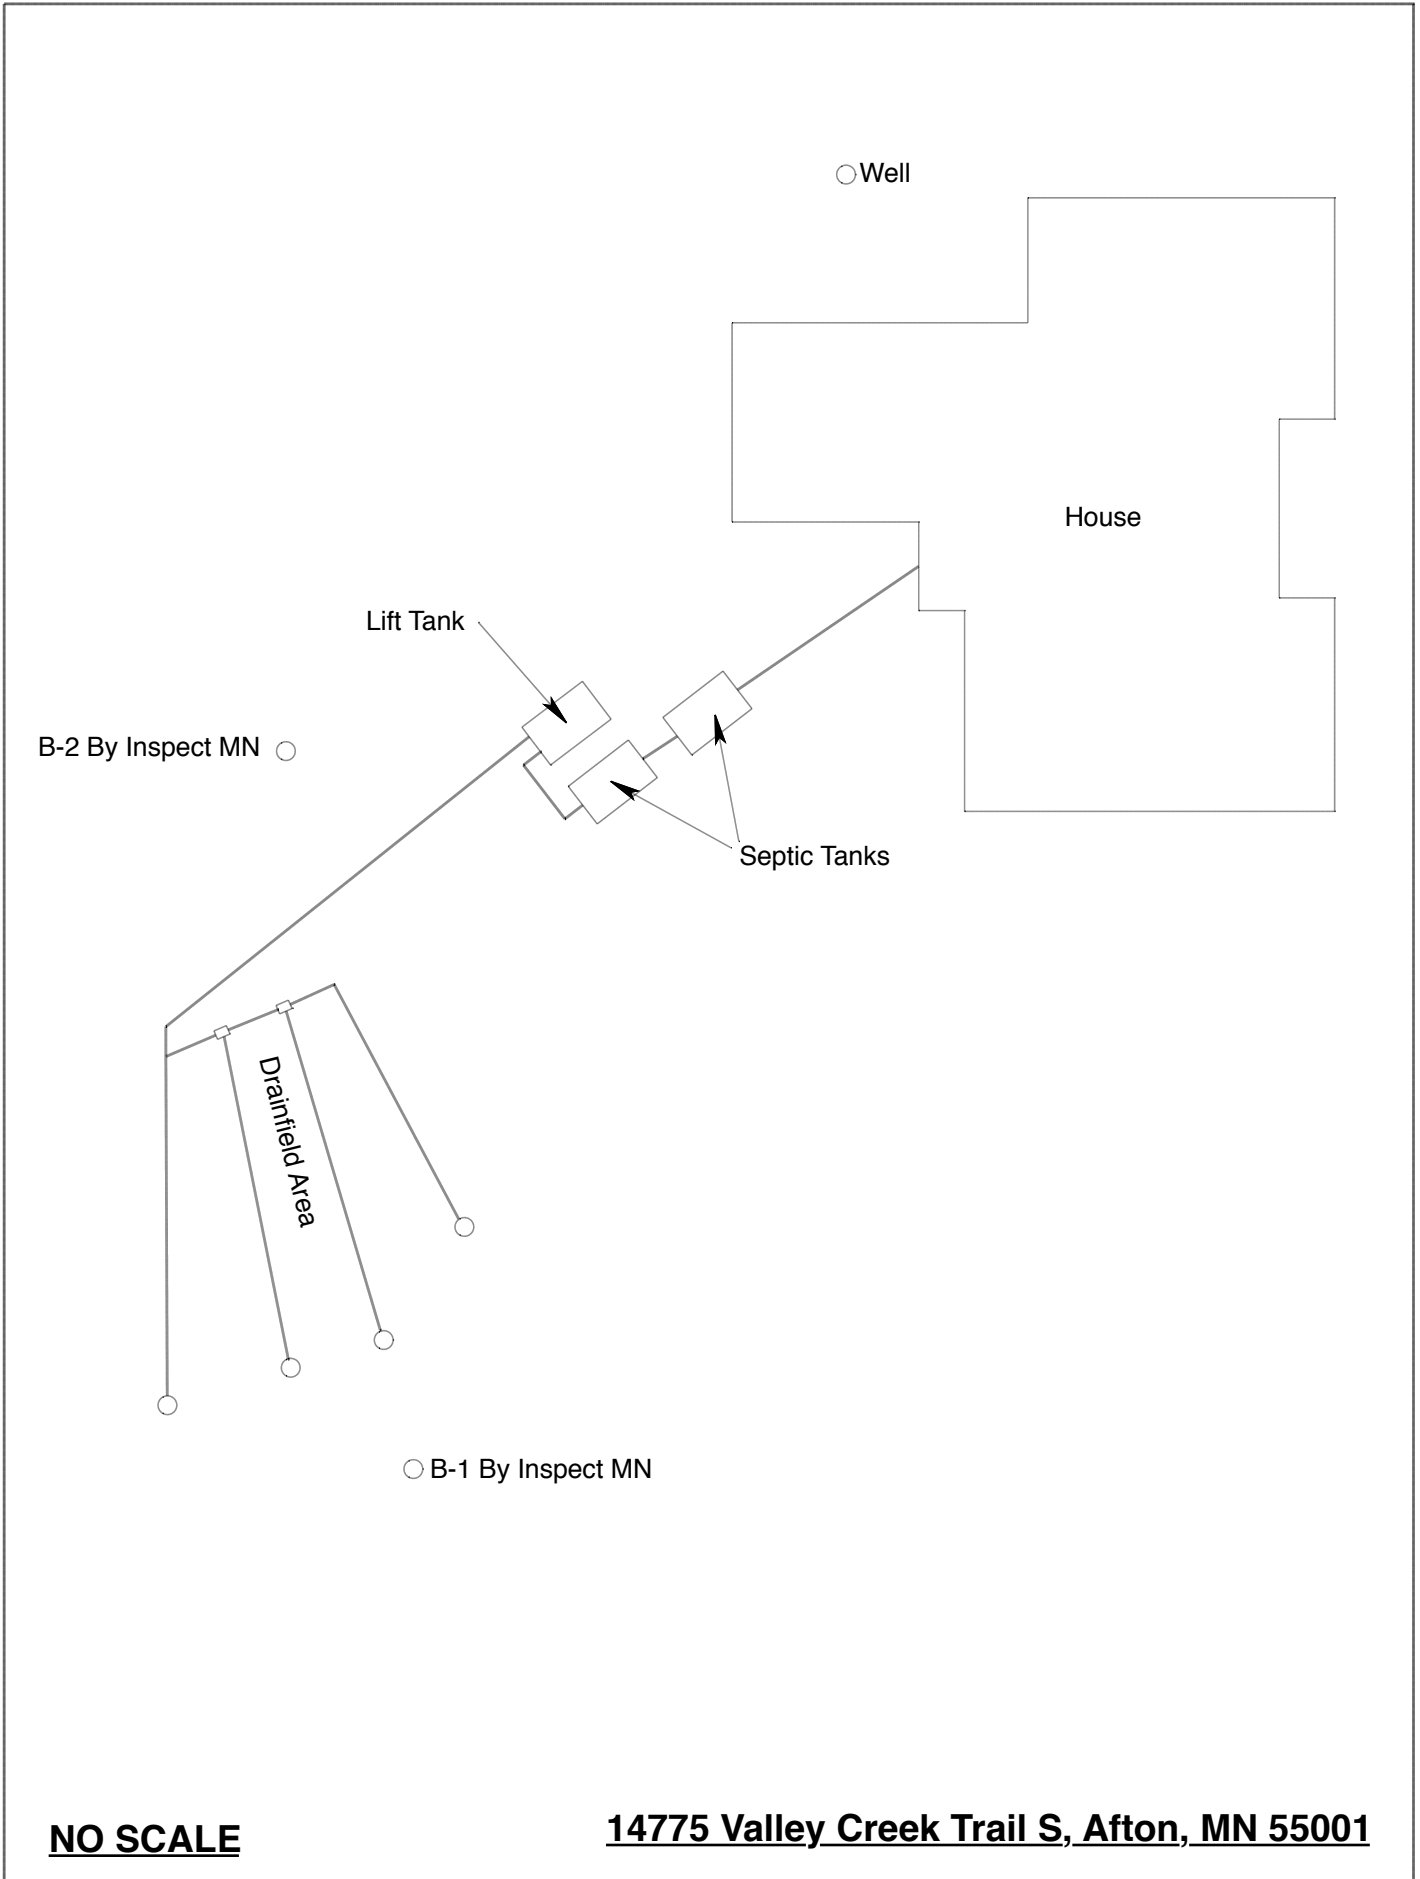 Well
House
Lift Tank
B-2 By Inspect MN
Septic Tanks
Drainfield Area
B-1 By Inspect MN
NO SCALE
14775 Valley Creek Trail S, Afton, MN 55001